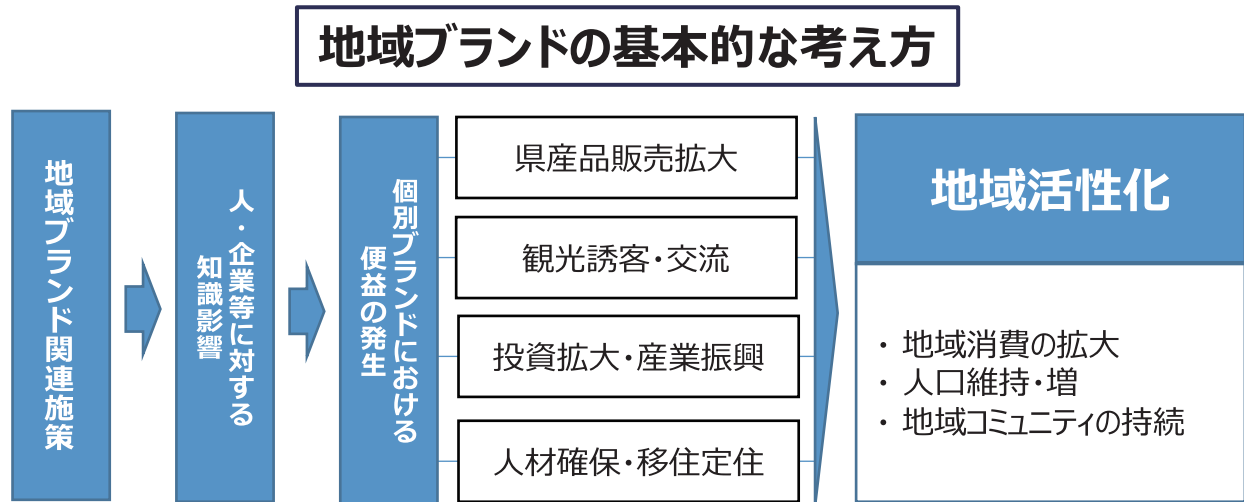 地域ブランドの基本的な考え方
地域ブランド関連施策
人・企業等に対する
知識影響
個別ブランドにおける
便益の発生
県産品販売拡大
観光誘客・交流
投資拡大・産業振興
人材確保・移住定住
地域活性化
・ 地域消費の拡大
・ 人口維持・増
・ 地域コミュニティの持続